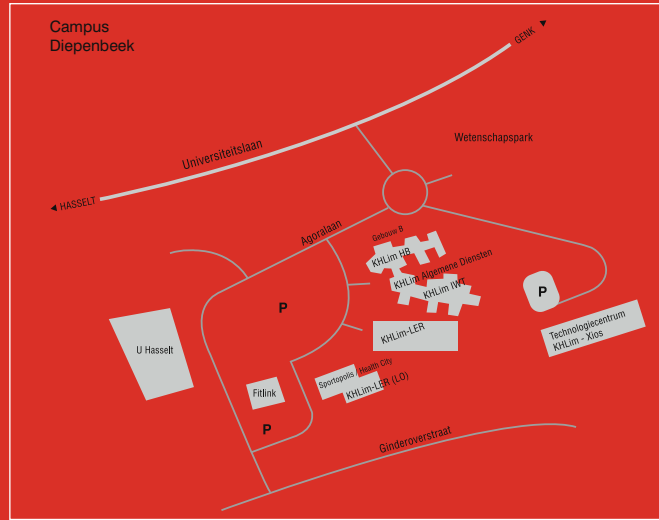 Campus
Diepenbeek
GENK
Wetenschapspark
Universiteitslaan
HASSELT
Agoralaan
Gebouw B
KHLim HB
KHLim Algemene Diensten
KHLim IWT
P
P
Technologiecentrum
KHLim - Xios
KHLim-LER
U Hasselt
Sportopolis / Health City
KHLim-LER (LO)
Fitlink
P
Ginderoverstraat